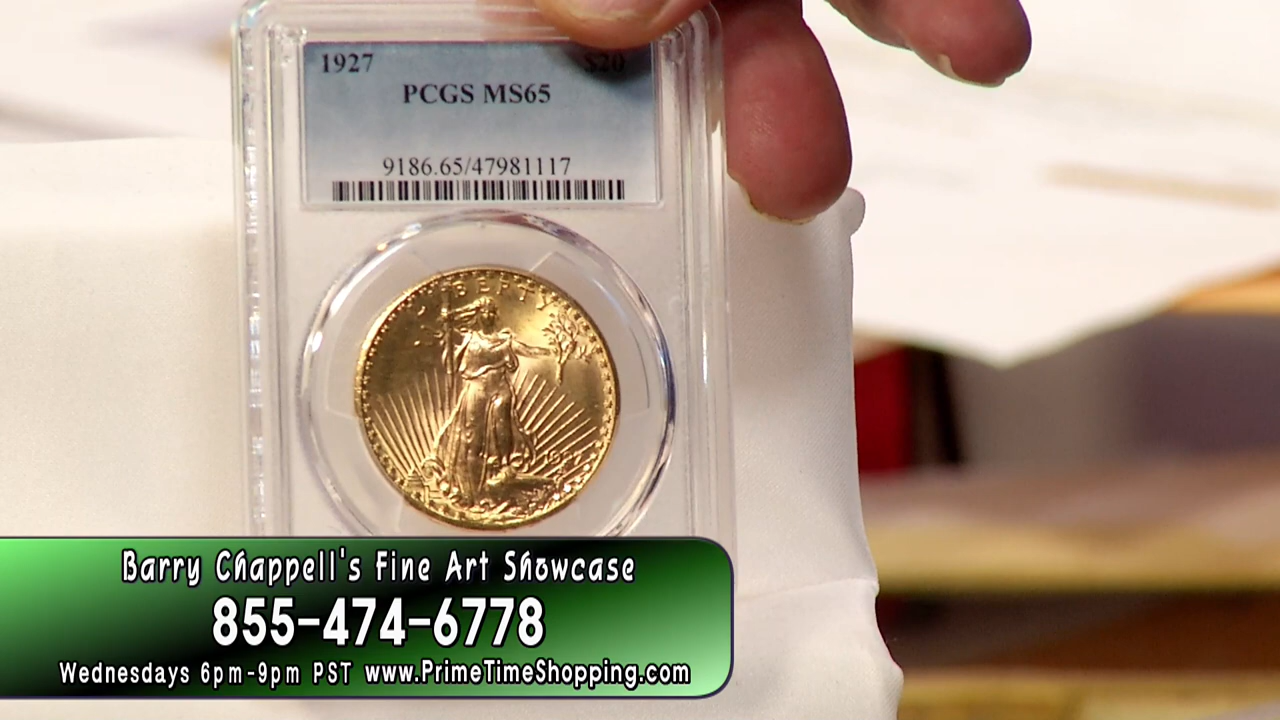 1927 $20
PCGS MS65
9186.65/47981117
LIBERTY
1927
Barry Chappell's Fine Art Showcase
855-474-6778
Wednesdays 6pm-9pm PST www.PrimeTimeShopping.com